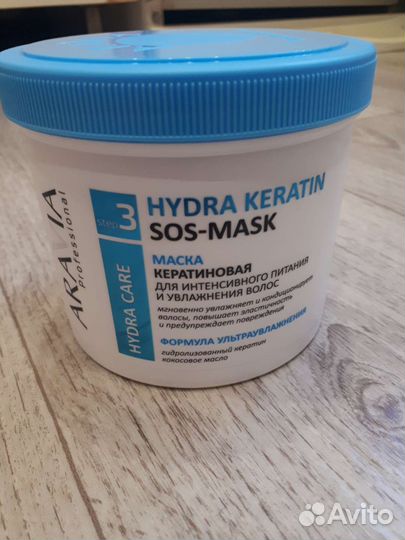 ARAVIA
Professional
HYDRA CARE
step 3
HYDRA KERATIN
SOS-MASK
МАСКА
КЕРАТИНОВАЯ
ДЛЯ ИНТЕНСИВНОГО ПИТАНИЯ
И УВЛАЖНЕНИЯ ВОЛОС
мгновенно увлажняет и кондиционирует
волосы, повышает эластичность
и предупреждает повреждения
ФОРМУЛА УЛЬТРАУВЛАЖНЕНИЯ
гидролизованный кератин
кокосовое масло
Avito